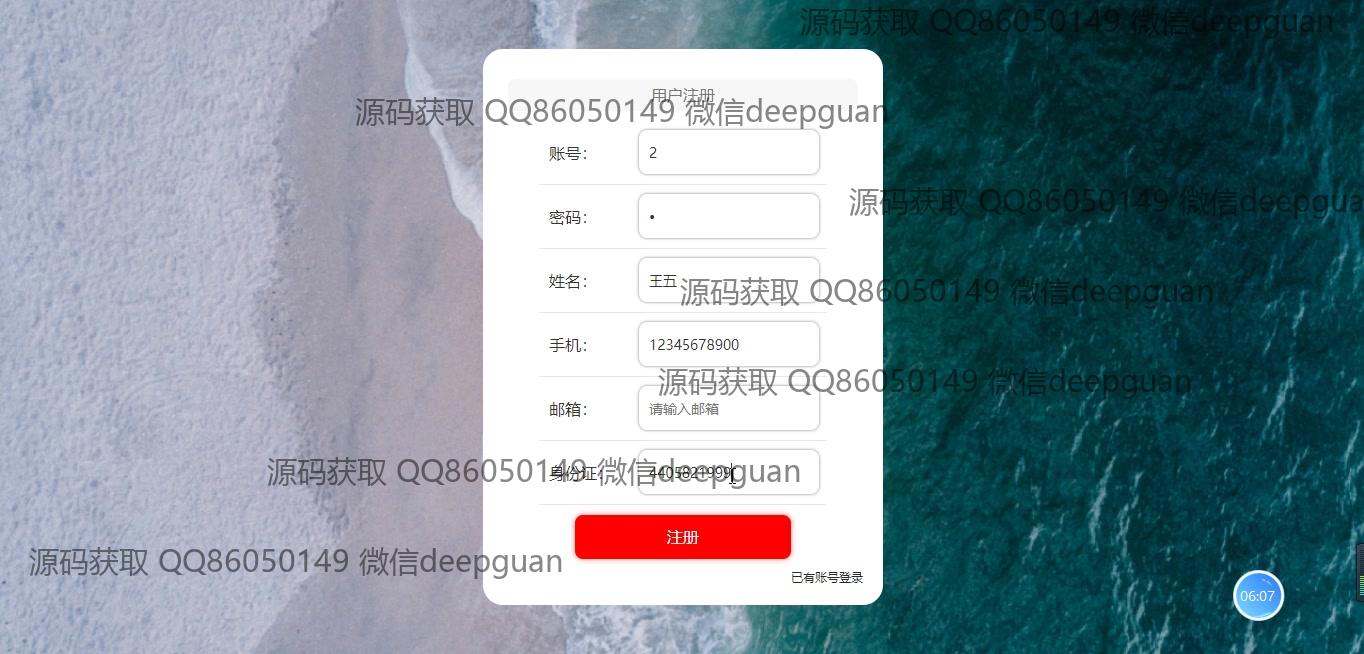 源码获取 QQ86050149 微信deepguan
用户注册
源码获取 QQ86050149 微信deepguan
账号：
2
密码：
•
源码获取 QQ86050149 微信deepgua
姓名：
王五
源码获取 QQ86050149 微信deepguan
手机：
12345678900
源码获取 QQ86050149 微信deepguan
邮箱：
请输入邮箱
身份证：
4405821999
源码获取 QQ86050149 微信deepguan
注册
源码获取 QQ86050149 微信deepguan
已有账号登录
06:07